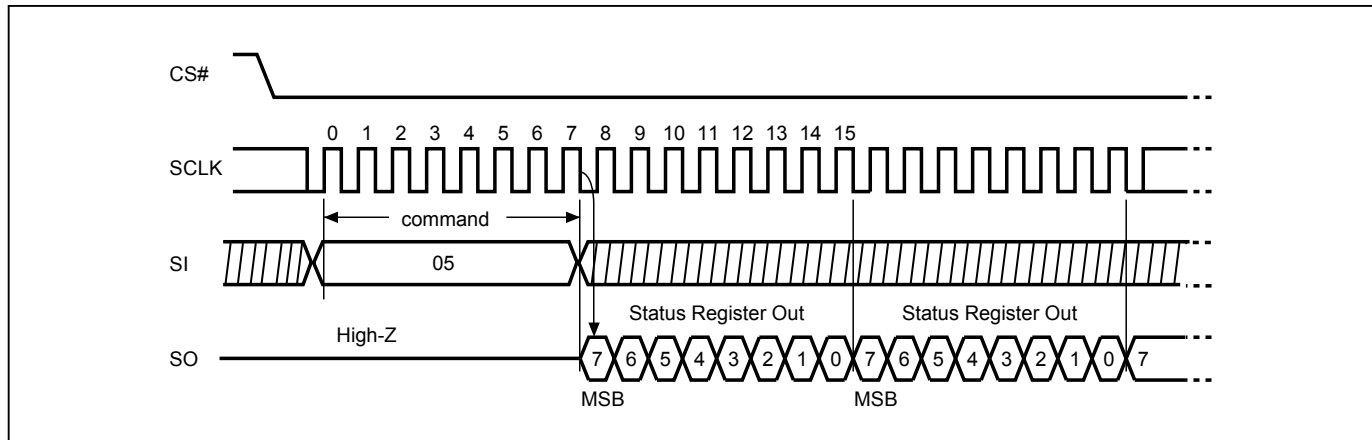 CS#
0 1 2 3 4 5 6 7 8 9 10 11 12 13 14 15
SCLK
command
SI
05
Status Register Out Status Register Out
High-Z
SO
7 6 5 4 3 2 1 0 7 6 5 4 3 2 1 0 7
MSB MSB